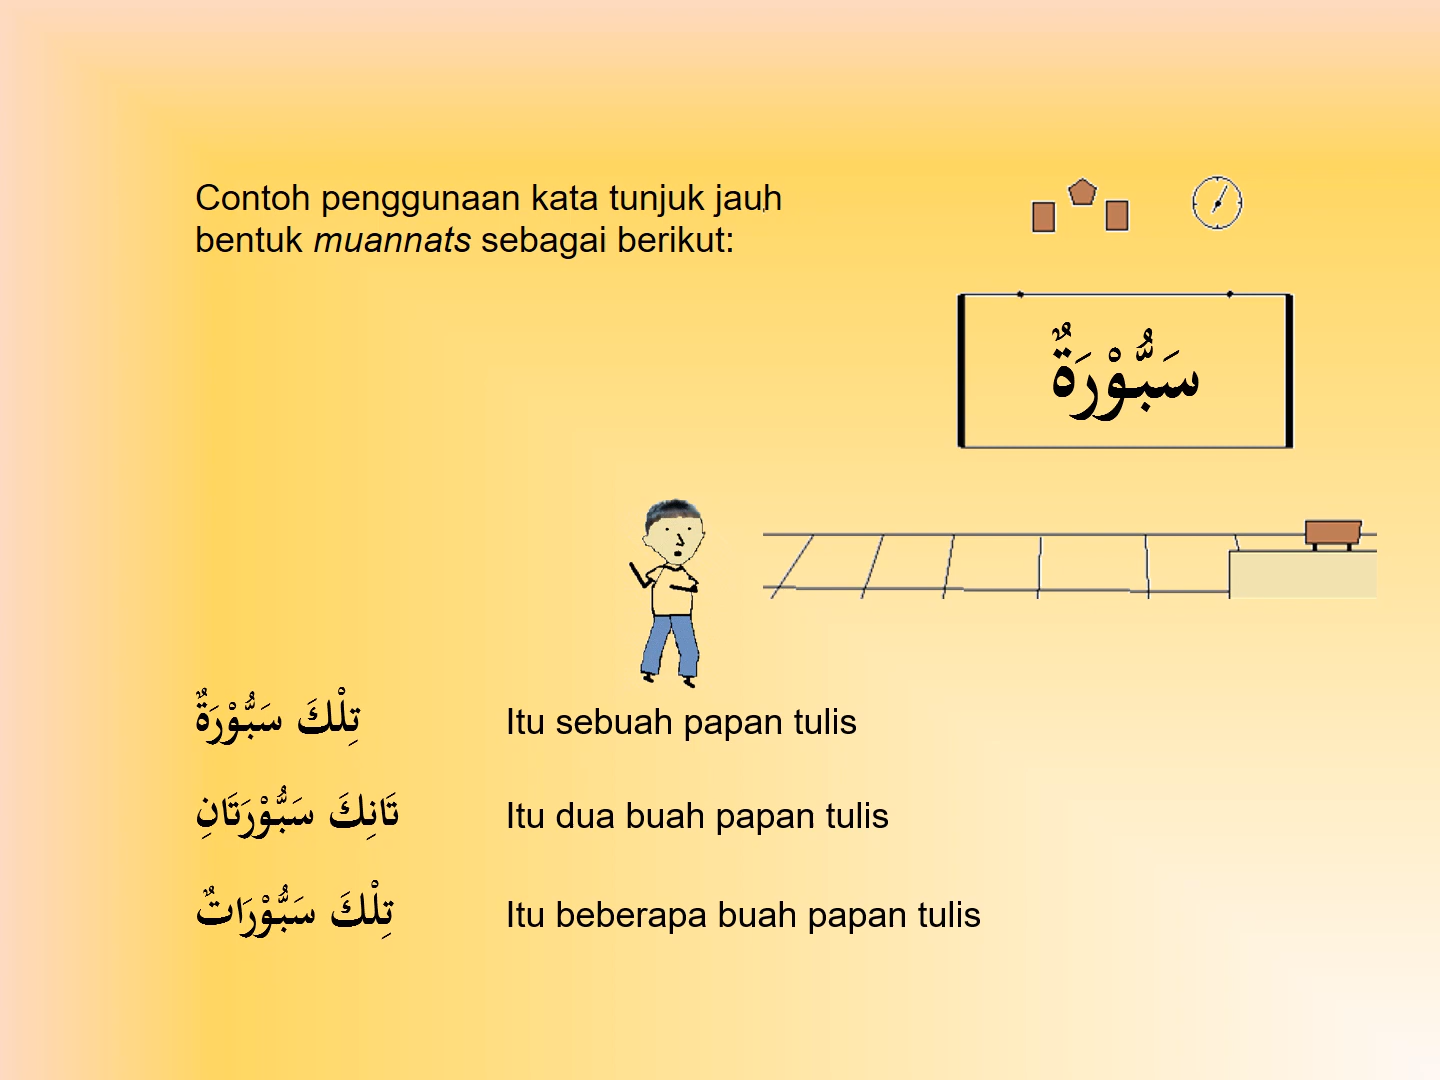 Contoh penggunaan kata tunjuk jauh
bentuk muannats sebagai berikut:
سَبُّوْرَةٌ
تِلْكَ سَبُّوْرَةٌ
Itu sebuah papan tulis
تَانِكَ سَبُّوْرَتَانِ
Itu dua buah papan tulis
تِلْكَ سَبُّوْرَاتٌ
Itu beberapa buah papan tulis